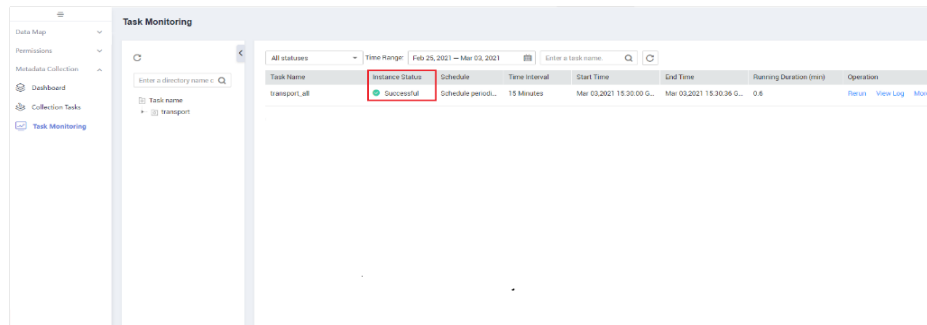 Task Monitoring
Data Map
Permissions
Metadata Collection
Dashboard
Collection Tasks
Task Monitoring
Enter a directory name c
Task name
transport
All statuses Time Range: Feb 25, 2021 — Mar 03, 2021 Enter a task name.
Task Name Instance Status Schedule Time Interval Start Time End Time Running Duration (min) Operation
transport_all Successful Schedule periodi... 15 Minutes Mar 03,2021 15:30:00 G... Mar 03,2021 15:30:36 G... 0.6 Rerun View Log More